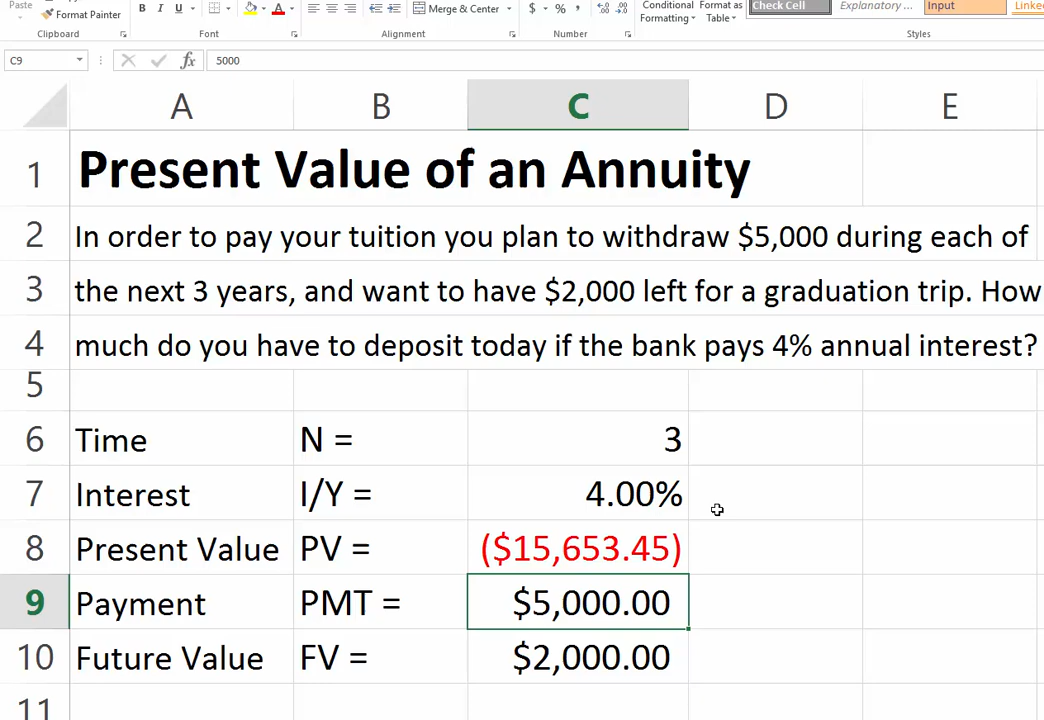 Paste Format Painter B I U A Merge & Center $ % , Conditional Format as Check Cell Explanatory ... Input
Formatting Table
Clipboard Font Alignment Number Styles
C9 fx 5000
A B C D E
1 Present Value of an Annuity
2 In order to pay your tuition you plan to withdraw $5,000 during each of
3 the next 3 years, and want to have $2,000 left for a graduation trip. How
4 much do you have to deposit today if the bank pays 4% annual interest?
5
6 Time N = 3
7 Interest I/Y = 4.00%
8 Present Value PV = ($15,653.45)
9 Payment PMT = $5,000.00
10 Future Value FV = $2,000.00
11